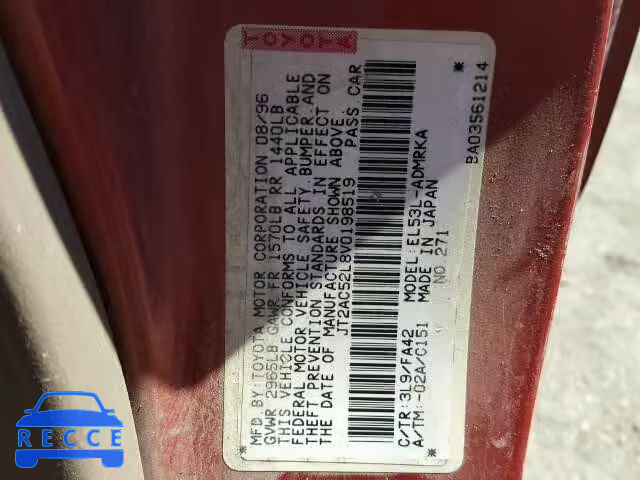 TOYOTA
MFD.BY:TOYOTA MOTOR CORPORATION 08/96
GVWR 2965LB GAWR FR 1570LB RR 1440LB
THIS VEHICLE CONFORMS TO ALL APPLICABLE
FEDERAL MOTOR VEHICLE SAFETY, BUMPER AND
THEFT PREVENTION STANDARDS IN EFFECT ON
THE DATE OF MANUFACTURE SHOWN ABOVE.
JT2AC52L8V0198519 PASS.CAR
* BA03561214 *
C/TR:3L9/FA42 MODEL:EL53L-ADMRKA
A/TM:-02A/C151 MADE IN JAPAN
NO.271
RECCE